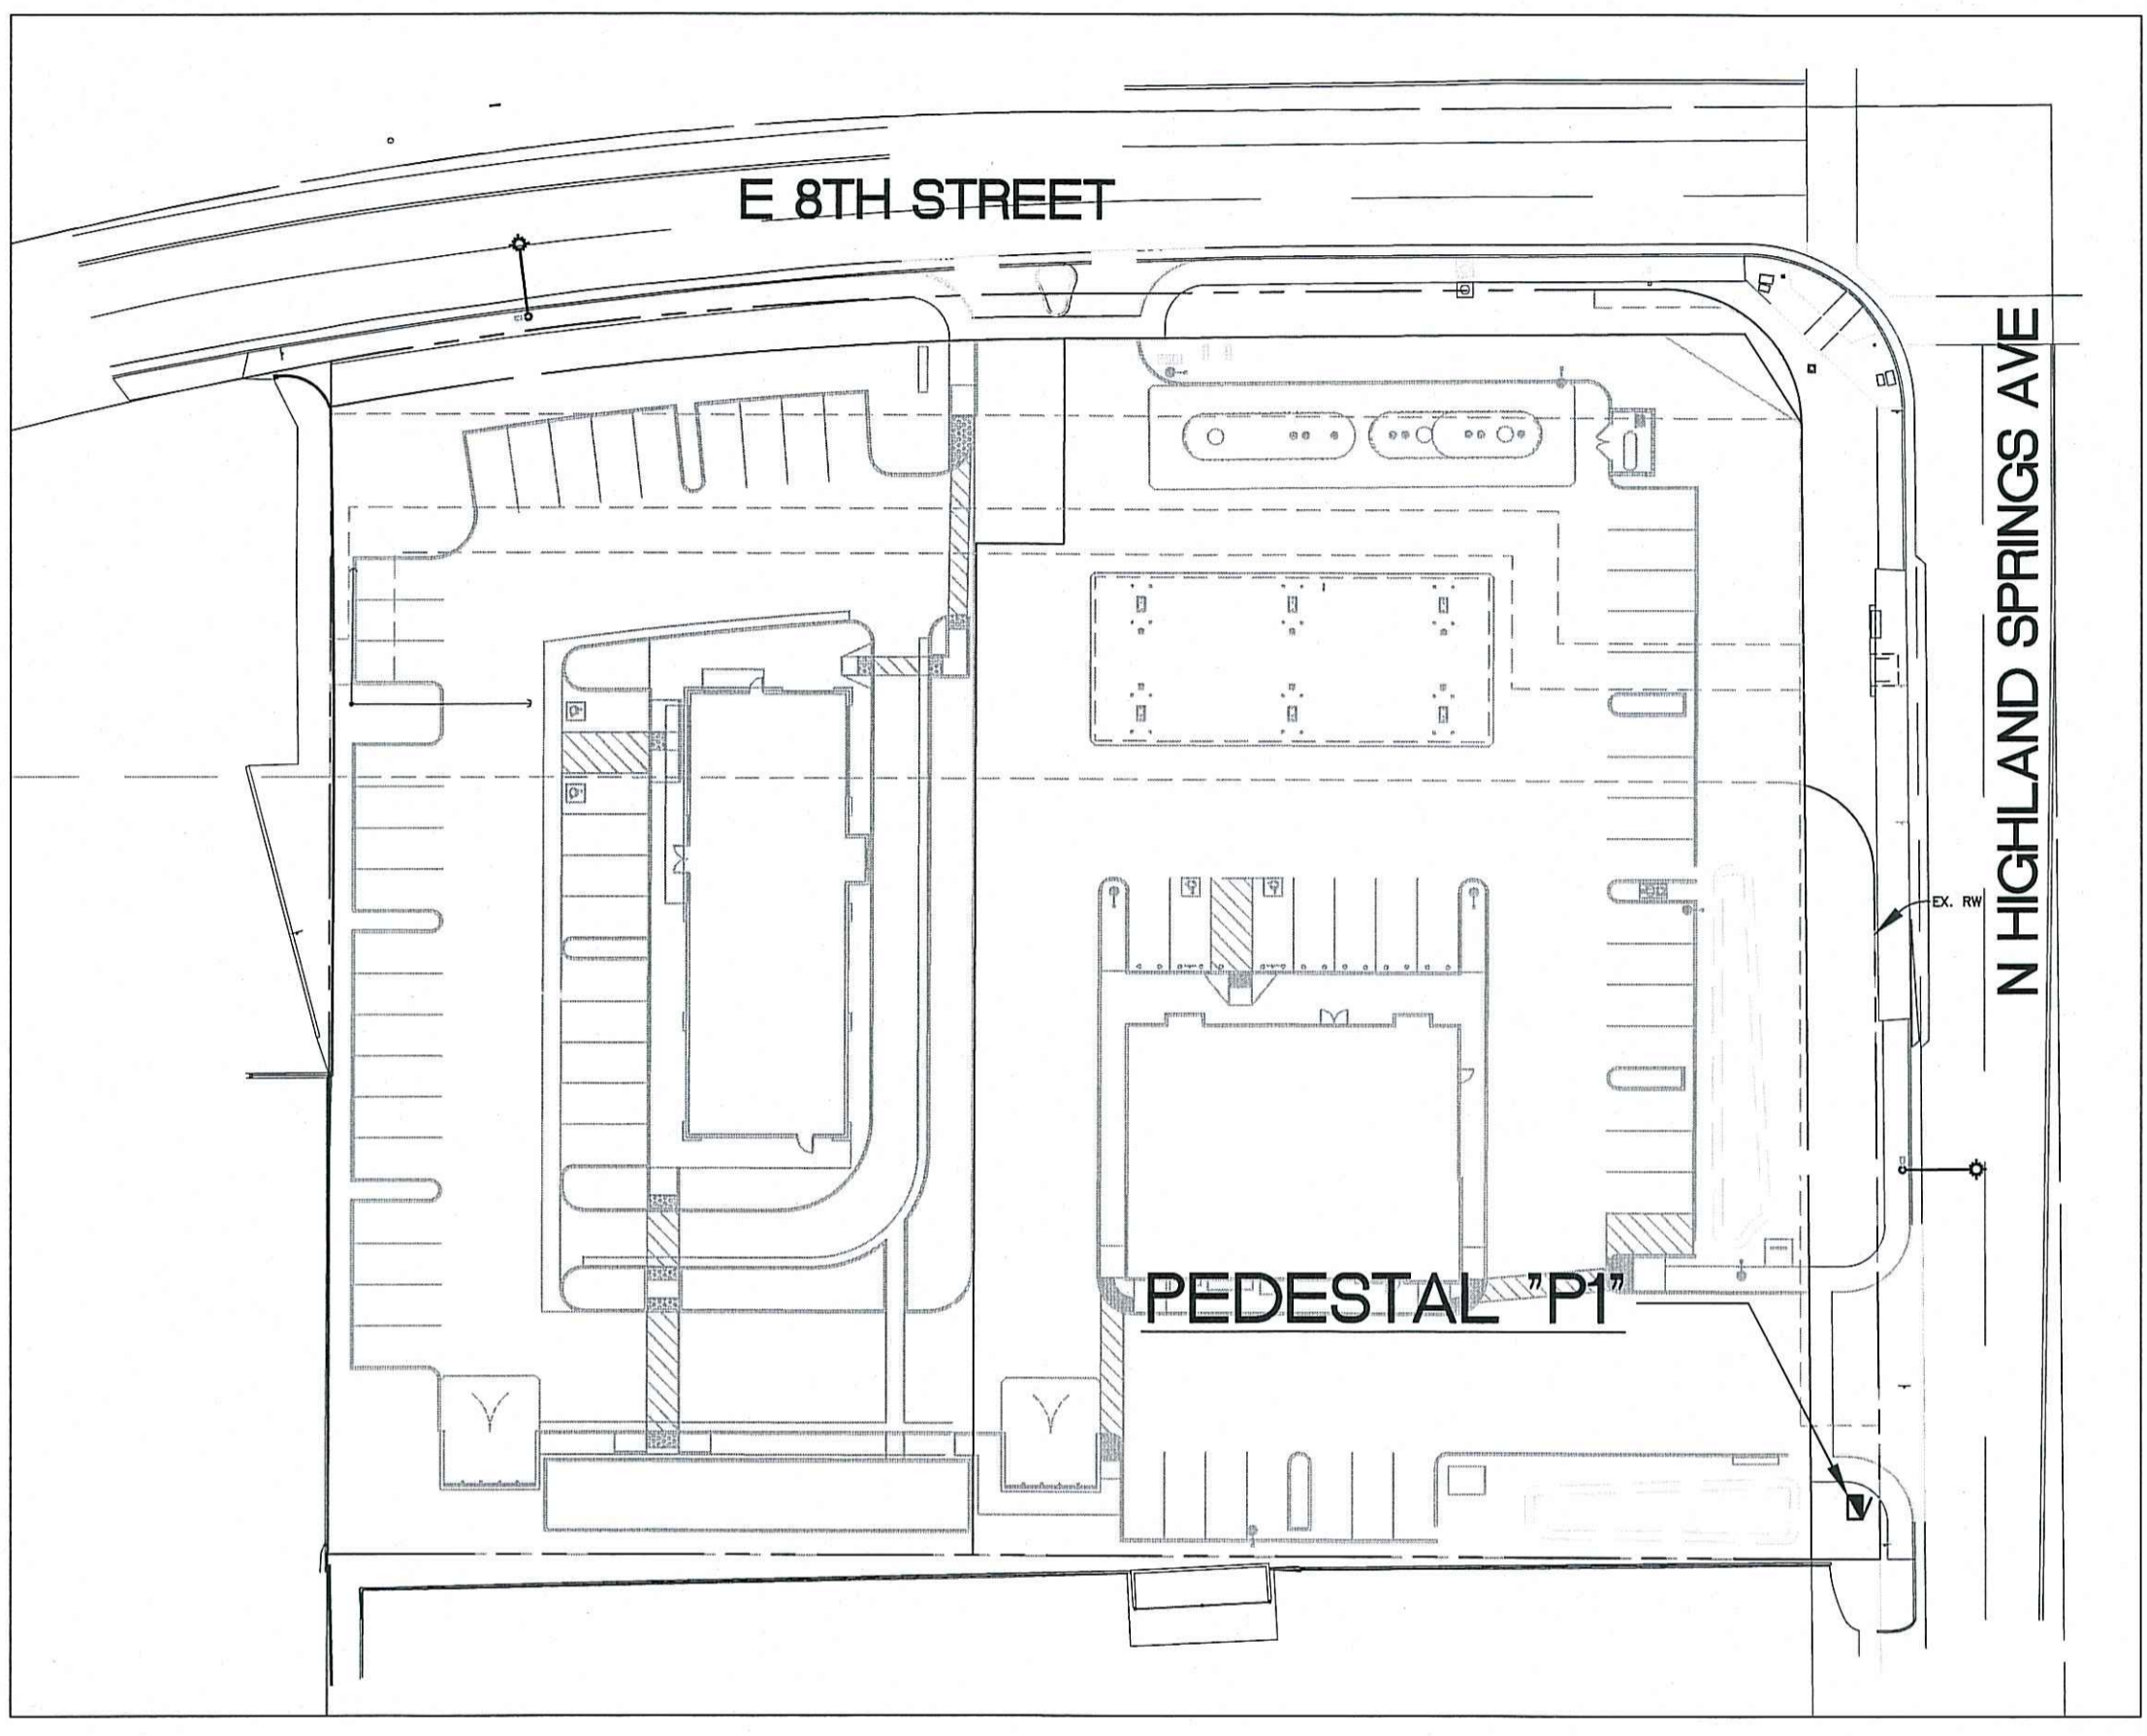 E 8TH STREET
N HIGHLAND SPRINGS AVE
EX. RW
PEDESTAL "P1"